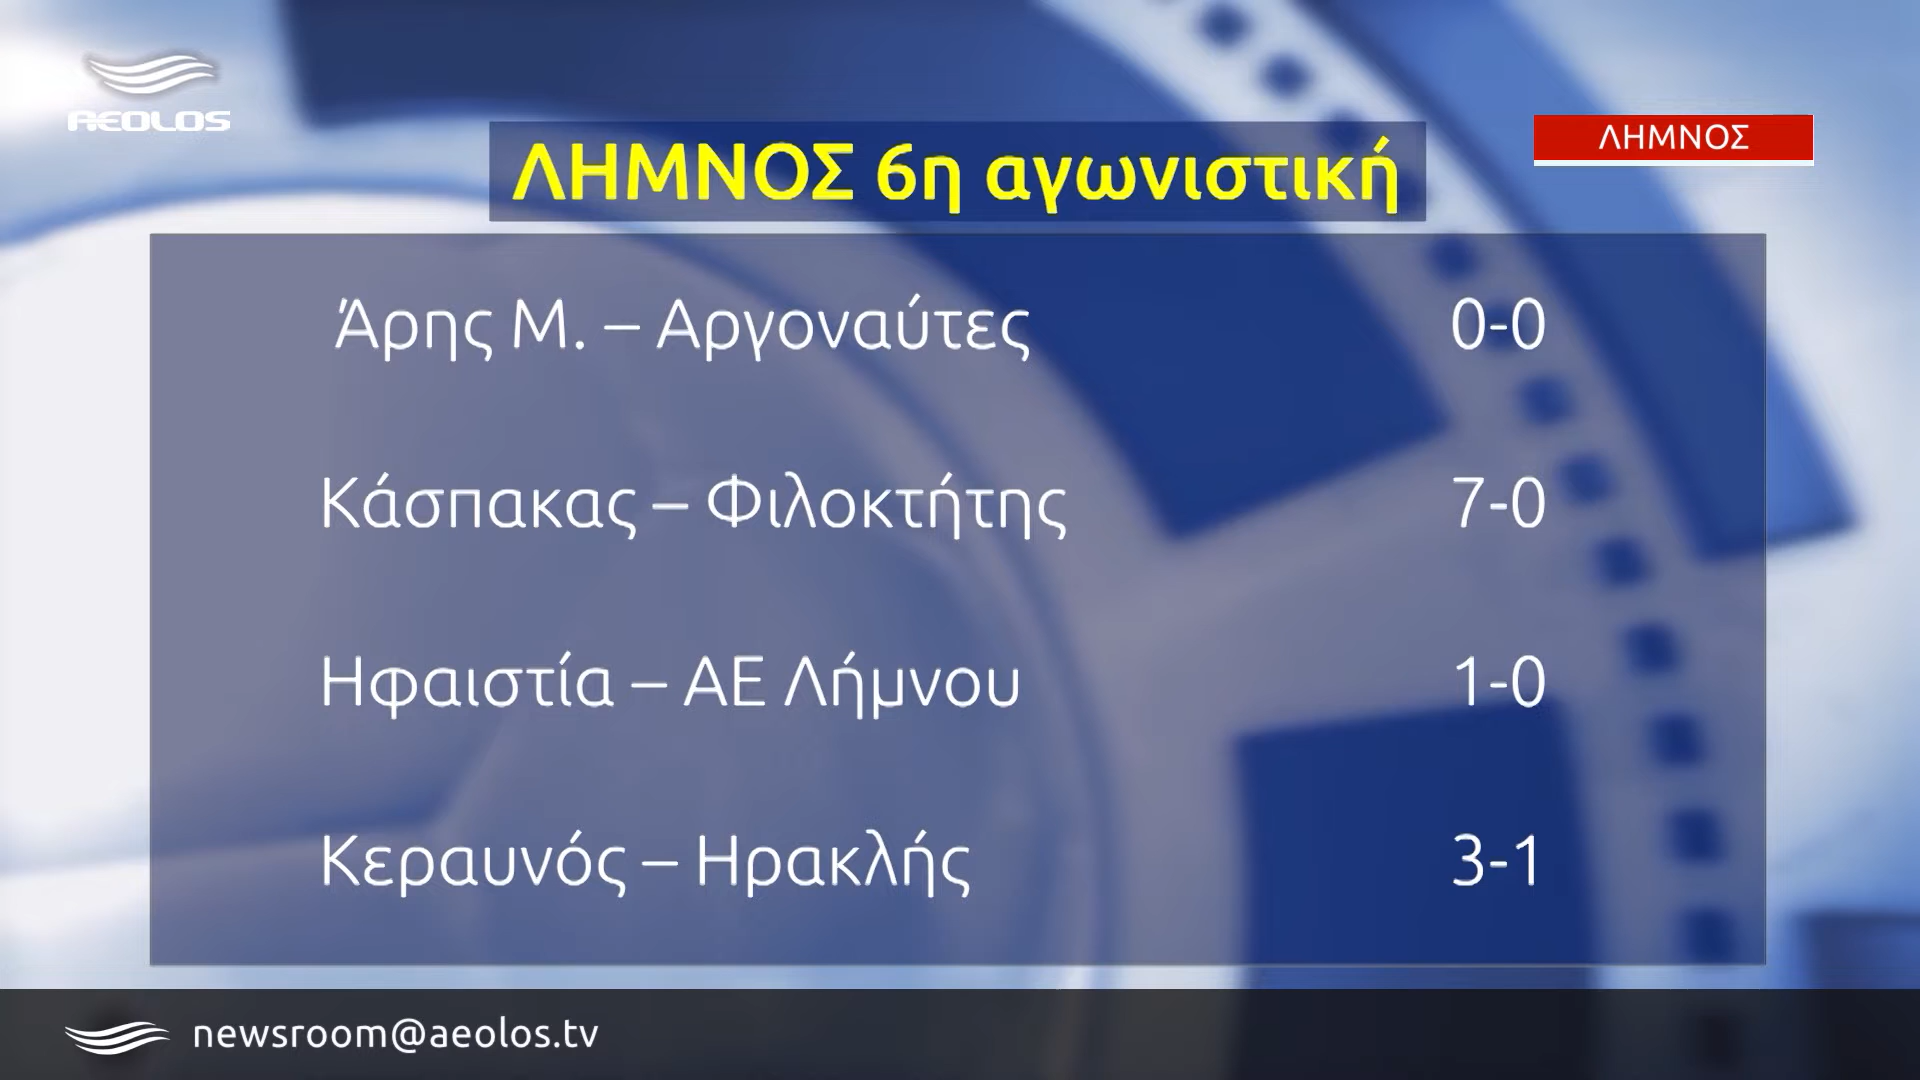 AEOLOS
ΛΗΜΝΟΣ
ΛΗΜΝΟΣ 6η αγωνιστική
Άρης Μ. – Αργοναύτες 0-0
Κάσπακας – Φιλοκτήτης 7-0
Ηφαιστία – ΑΕ Λήμνου 1-0
Κεραυνός – Ηρακλής 3-1
newsroom@aeolos.tv